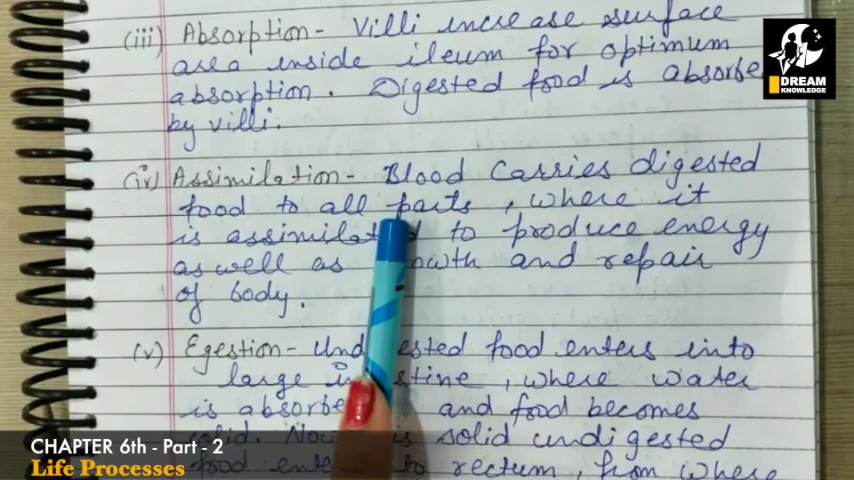 (iii) Absorption - Villi increase surface
area inside ileum for optimum
absorption. Digested food is absorbe
by villi.
(iv) Assimilation - Blood Carries digested
food to all parts, where it
is assimilat d to produce energy
as well as owth and repair
of body.
(v) Egestion - Und ested food enters into
large in stine, where water
is absorbe and food becomes
solid. Now is solid undigested
food ente to rectum, from where
DREAM
KNOWLEDGE
CHAPTER 6th - Part - 2
Life Processes